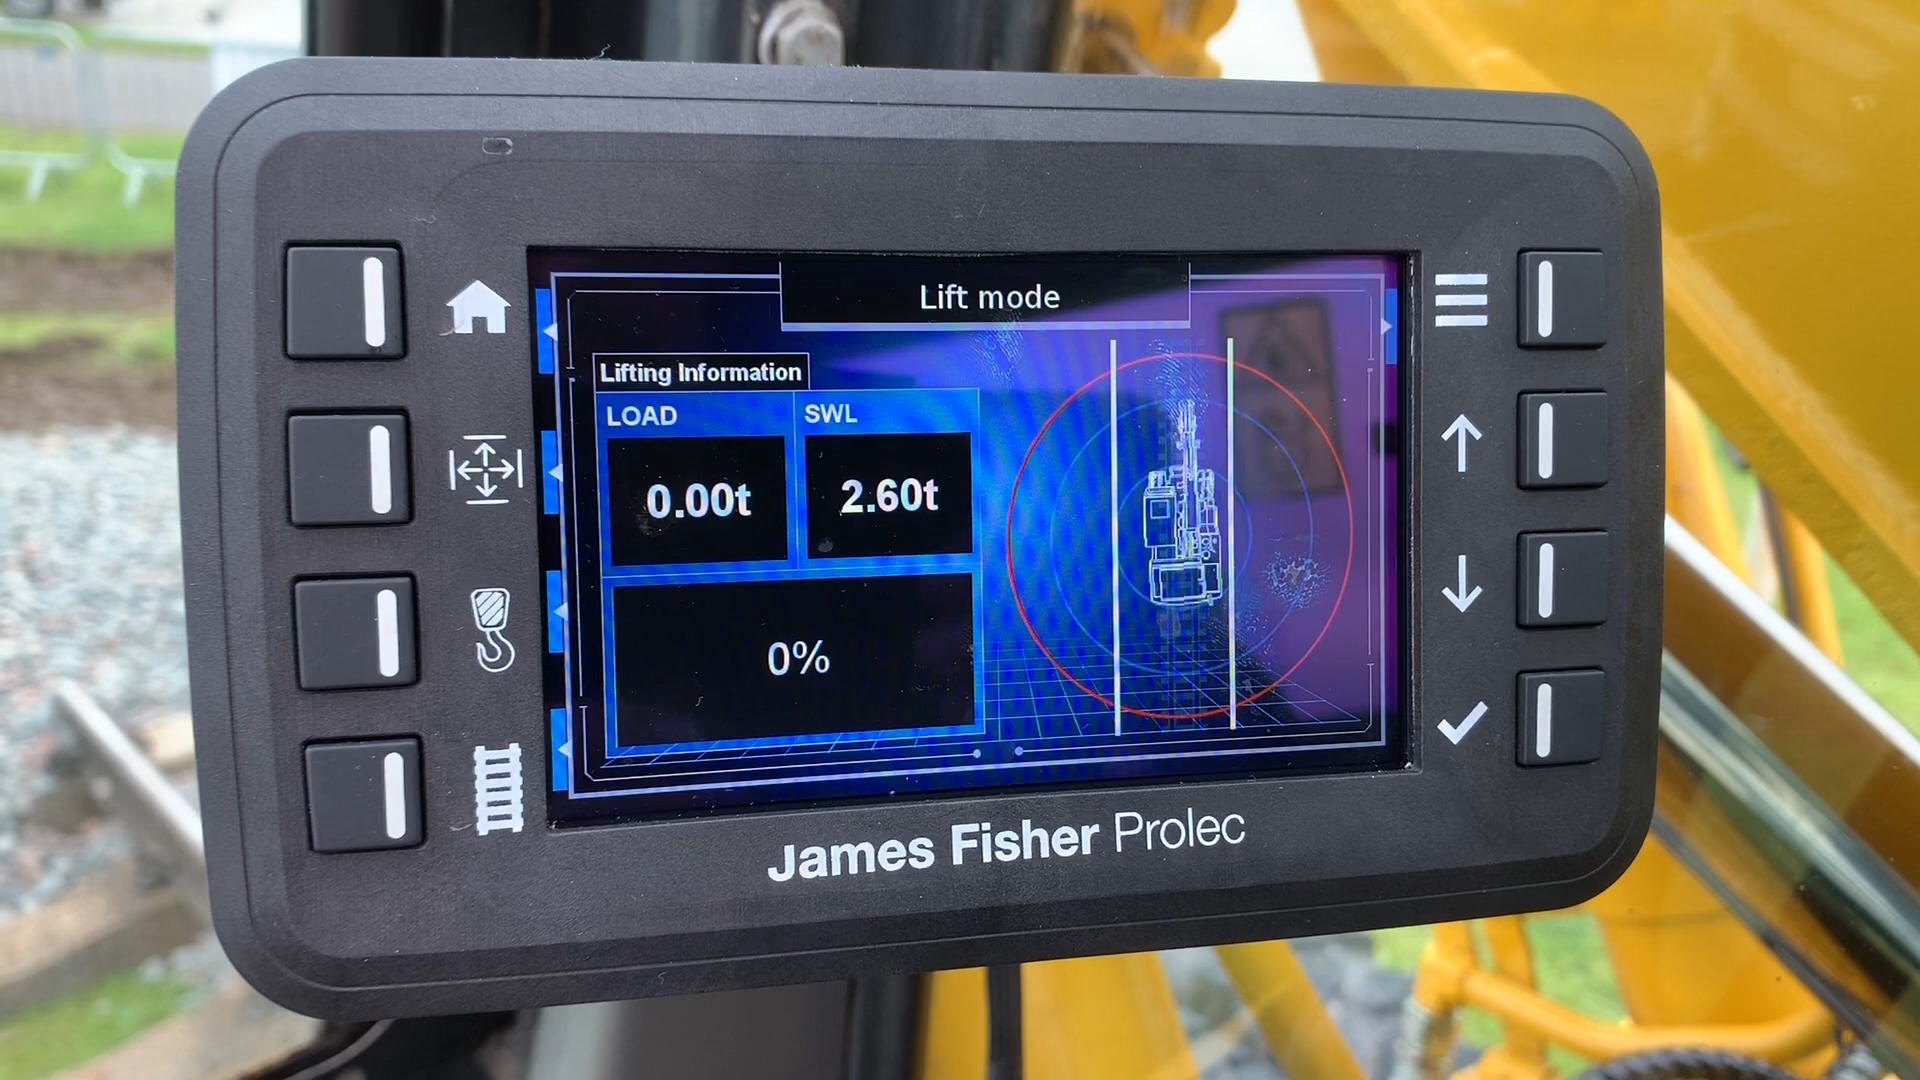 Lift mode
Lifting Information
LOAD
SWL
0.00t
2.60t
0%
James Fisher Prolec